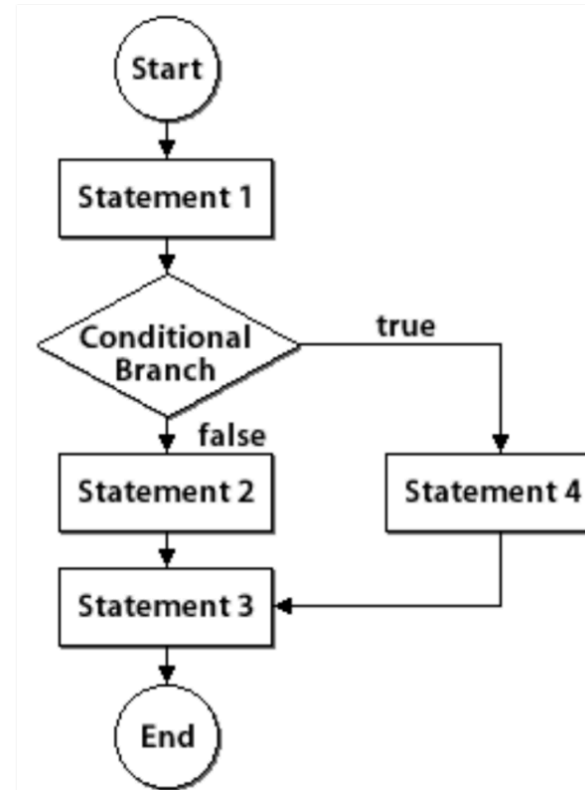 Start
Statement 1
Conditional
Branch
true
false
Statement 2
Statement 4
Statement 3
End